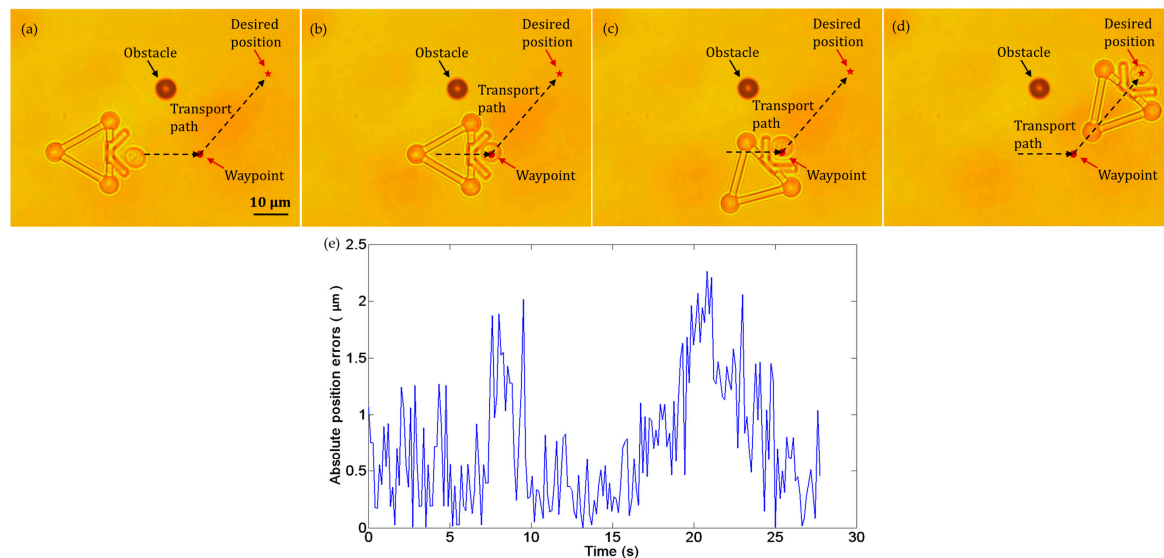 (a)
Desired
position
Obstacle
Transport
path
Waypoint
10 μm
(b)
Desired
position
Obstacle
Transport
path
Waypoint
(c)
Desired
position
Obstacle
Transport
path
Waypoint
(d)
Desired
position
Obstacle
Transport
path
Waypoint
(e)
2.5
2
1.5
1
0.5
0
Absolute position errors ( μm)
0 5 10 15 20 25 30
Time (s)